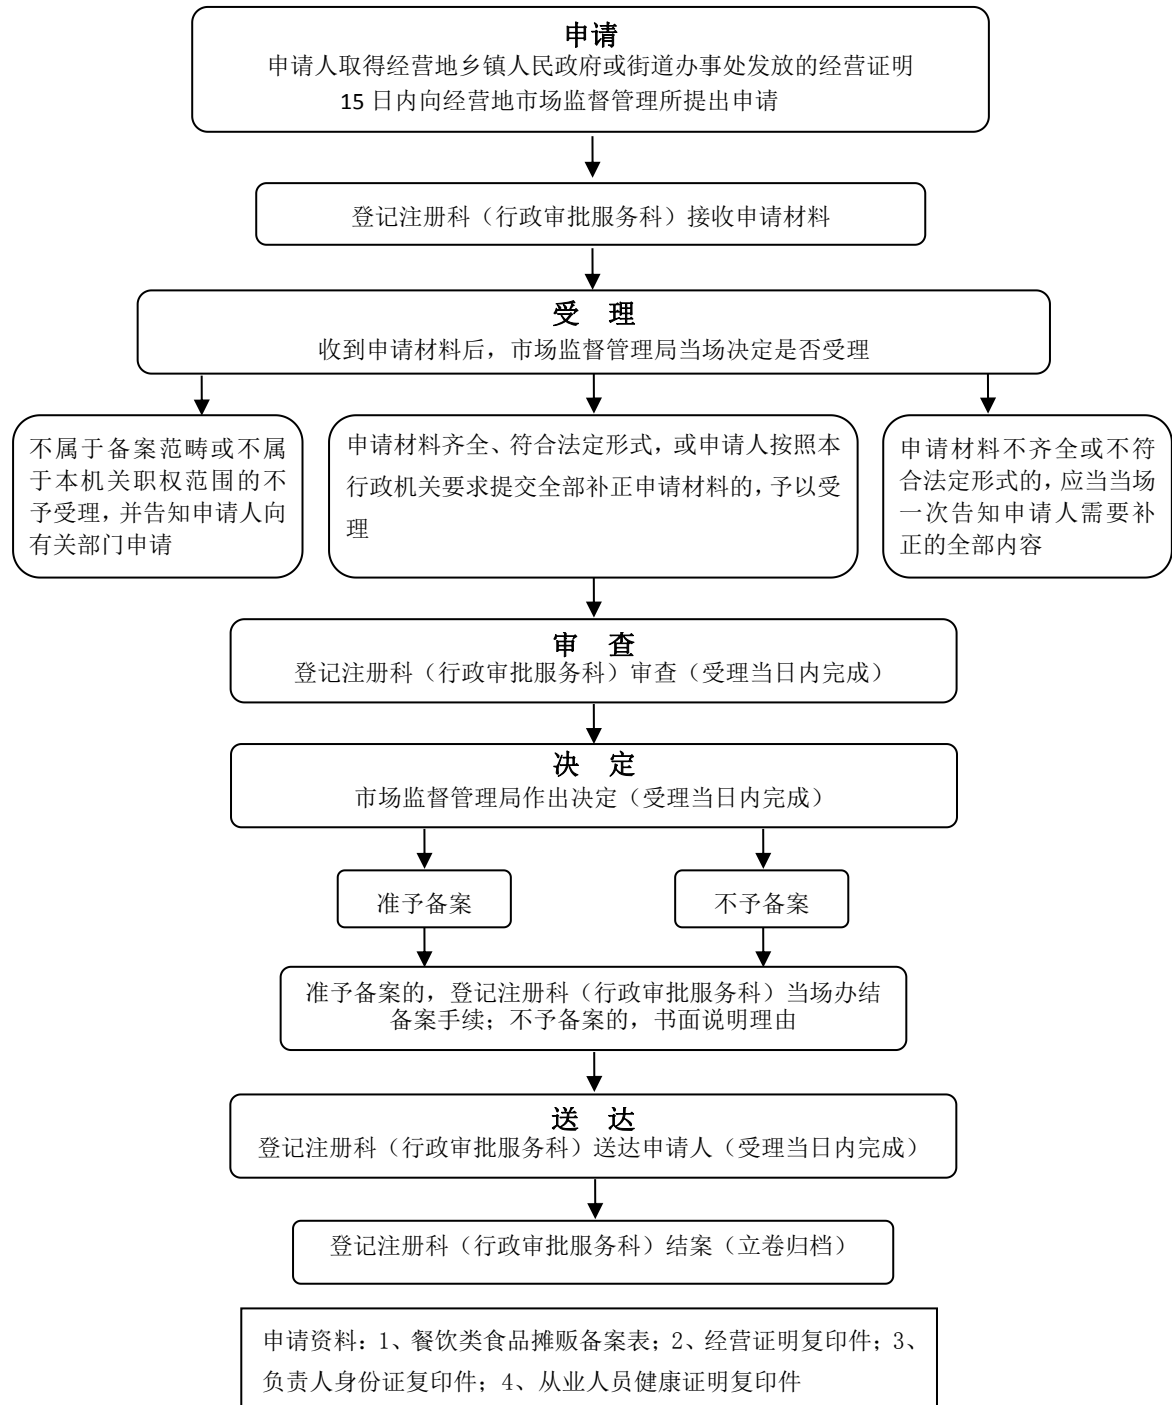 申请
申请人取得经营地乡镇人民政府或街道办事处发放的经营证明
15 日内向经营地市场监督管理所提出申请
登记注册科（行政审批服务科）接收申请材料
受 理
收到申请材料后，市场监督管理局当场决定是否受理
不属于备案范畴或不属
于本机关职权范围的不
予受理，并告知申请人向
有关部门申请
申请材料齐全、符合法定形式，或申请人按照本
行政机关要求提交全部补正申请材料的，予以受
理
申请材料不齐全或不符
合法定形式的，应当当场
一次告知申请人需要补
正的全部内容
审 查
登记注册科（行政审批服务科）审查（受理当日内完成）
决 定
市场监督管理局作出决定（受理当日内完成）
准予备案
不予备案
准予备案的，登记注册科（行政审批服务科）当场办结
备案手续；不予备案的，书面说明理由
送 达
登记注册科（行政审批服务科）送达申请人（受理当日内完成）
登记注册科（行政审批服务科）结案（立卷归档）
申请资料：1、餐饮类食品摊贩备案表；2、经营证明复印件；3、
负责人身份证复印件；4、从业人员健康证明复印件